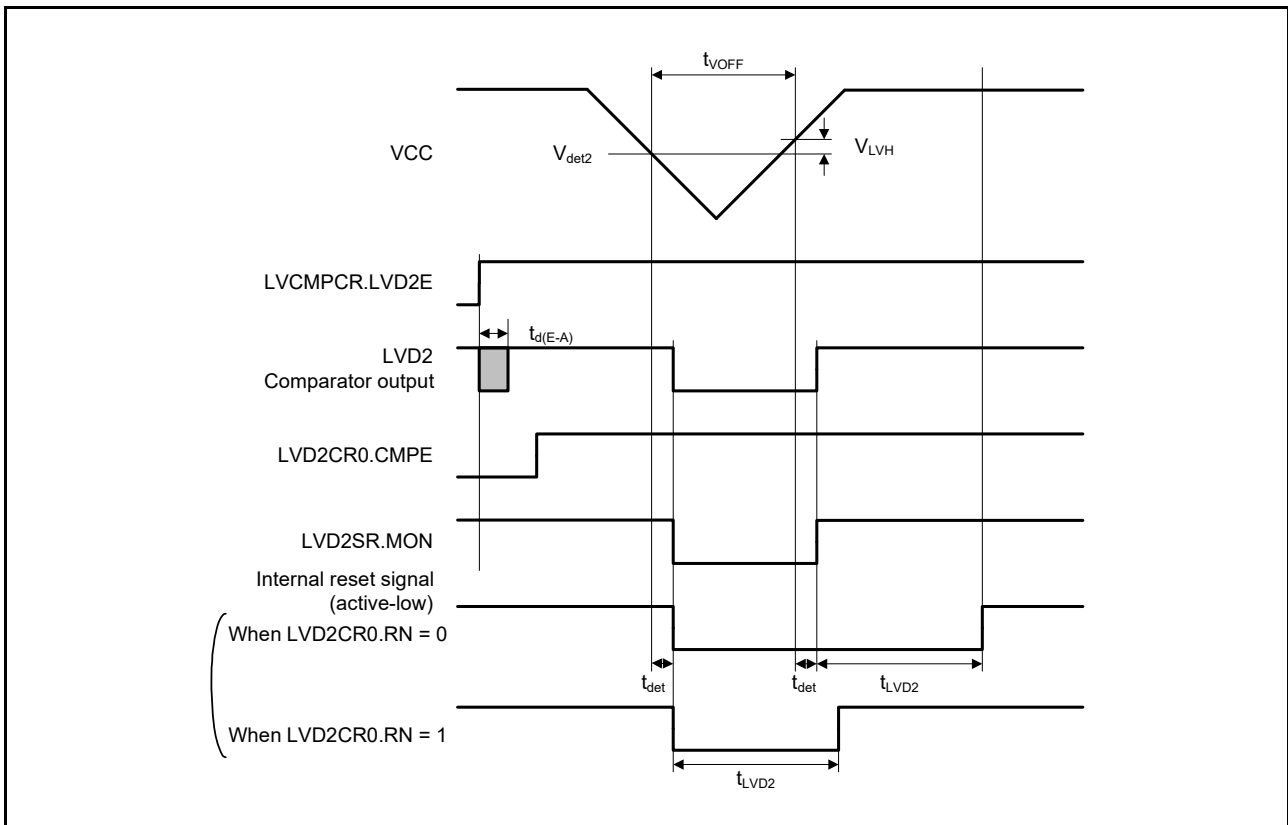 tVOFF
VCC
Vdet2
VLVH
LVCMPCR.LVD2E
td(E-A)
LVD2
Comparator output
LVD2CR0.CMPE
LVD2SR.MON
Internal reset signal
(active-low)
When LVD2CR0.RN = 0
tdet
tdet
tLVD2
When LVD2CR0.RN = 1
tLVD2